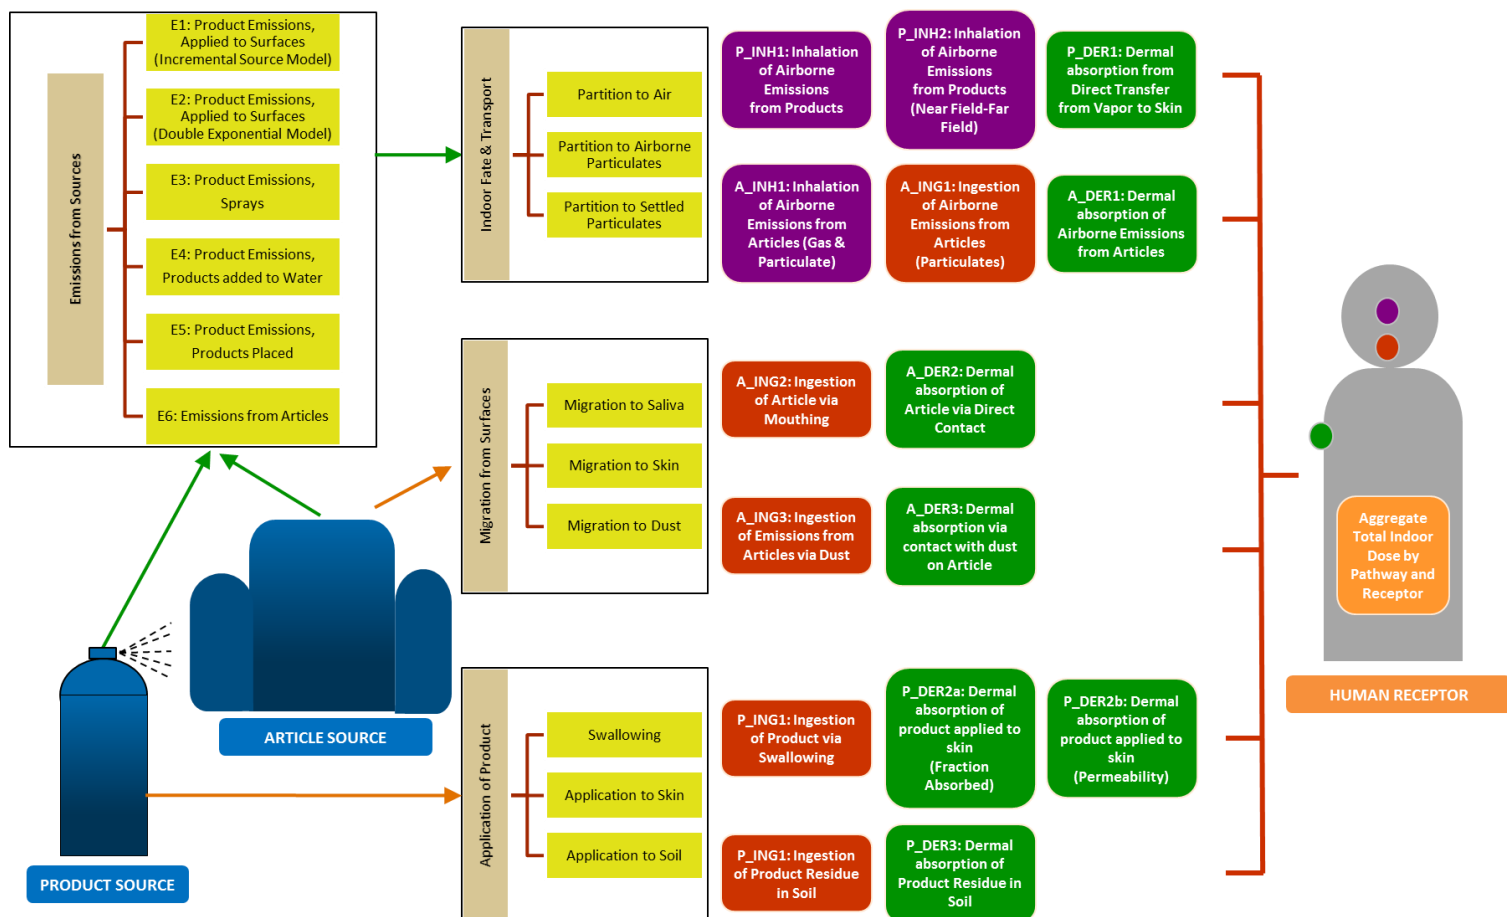 Emissions from Sources
E1: Product Emissions,
Applied to Surfaces
(Incremental Source Model)
E2: Product Emissions,
Applied to Surfaces
(Double Exponential Model)
E3: Product Emissions,
Sprays
E4: Product Emissions,
Products added to Water
E5: Product Emissions,
Products Placed
E6: Emissions from Articles
Indoor Fate & Transport
Partition to Air
Partition to Airborne
Particulates
Partition to Settled
Particulates
P_INH1: Inhalation
of Airborne
Emissions
from Products
P_INH2: Inhalation
of Airborne
Emissions
from Products
(Near Field-Far
Field)
P_DER1: Dermal
absorption from
Direct Transfer
from Vapor to Skin
A_INH1: Inhalation
of Airborne
Emissions from
Articles (Gas &
Particulate)
A_ING1: Ingestion
of Airborne
Emissions from
Articles
(Particulates)
A_DER1: Dermal
absorption of
Airborne Emissions
from Articles
Migration from Surfaces
Migration to Saliva
Migration to Skin
Migration to Dust
A_ING2: Ingestion
of Article via
Mouthing
A_DER2: Dermal
absorption of
Article via Direct
Contact
A_ING3: Ingestion
of Emissions from
Articles via Dust
A_DER3: Dermal
absorption via
contact with dust
on Article
Application of Product
Swallowing
Application to Skin
Application to Soil
P_ING1: Ingestion
of Product via
Swallowing
P_DER2a: Dermal
absorption of
product applied to
skin
(Fraction
Absorbed)
P_DER2b: Dermal
absorption of
product applied to
skin
(Permeability)
P_ING1: Ingestion
of Product Residue
in Soil
P_DER3: Dermal
absorption of
Product Residue in
Soil
ARTICLE SOURCE
PRODUCT SOURCE
Aggregate
Total Indoor
Dose by
Pathway and
Receptor
HUMAN RECEPTOR